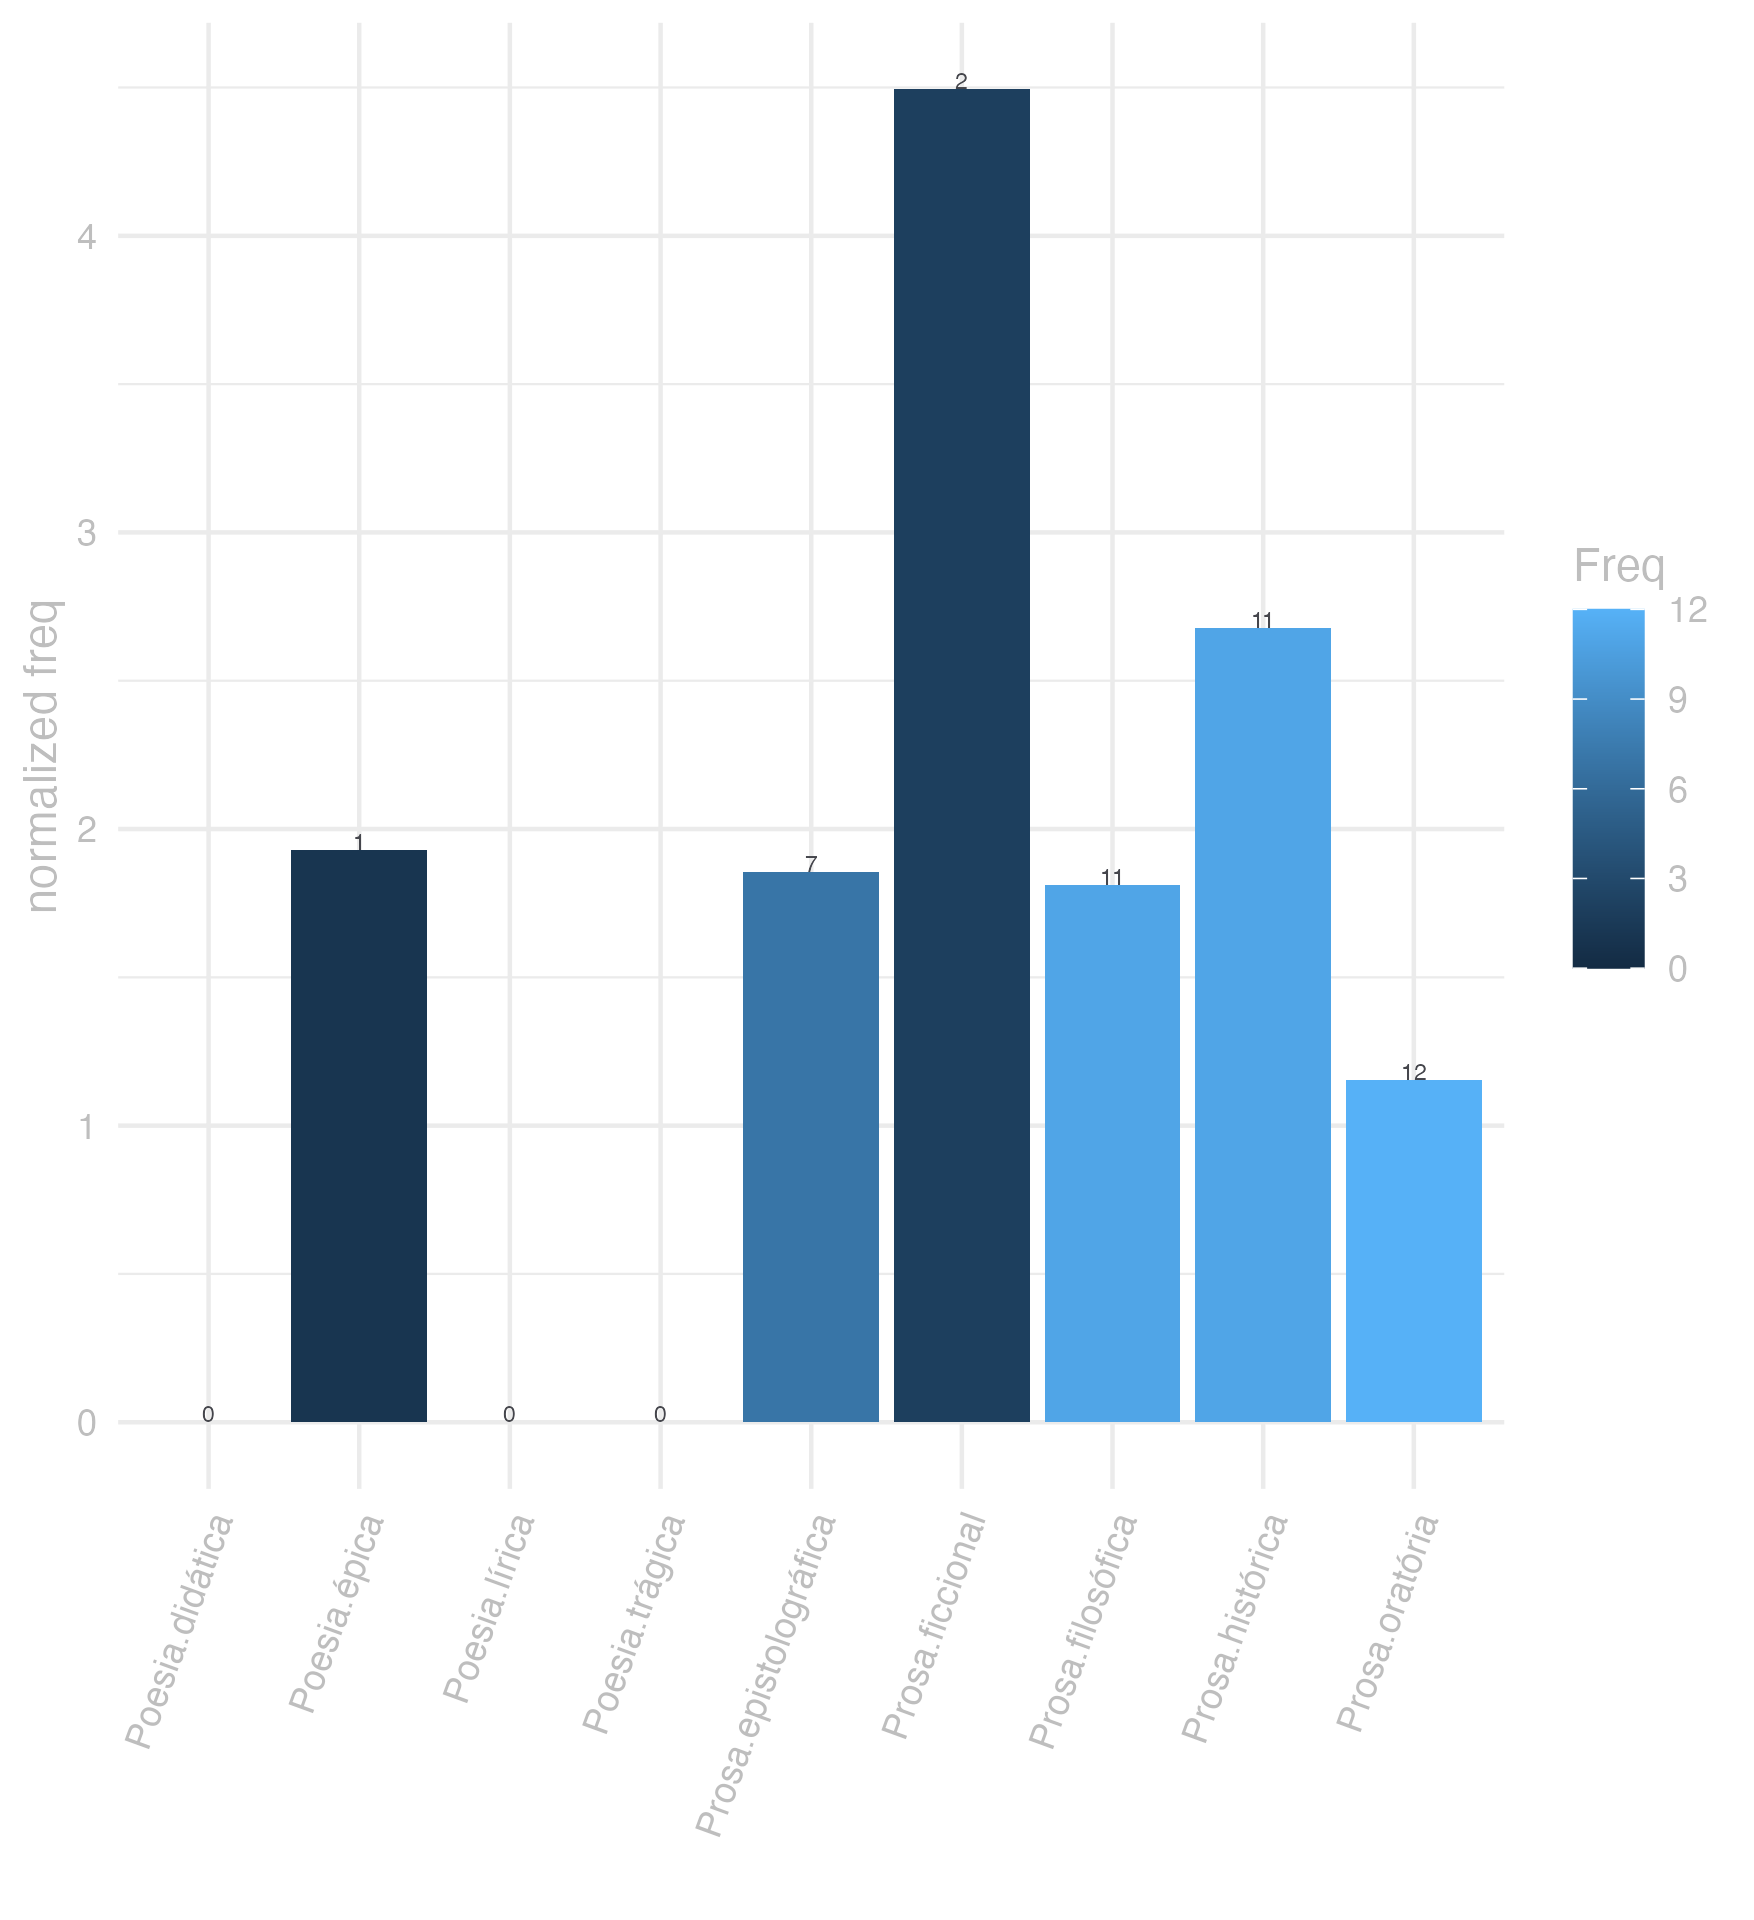 normalized freq
4
3
2
1
0
0
1
0
0
7
2
11
11
12
Poesia.didática
Poesia.épica
Poesia.lírica
Poesia.trágica
Prosa.epistolográfica
Prosa.ficcional
Prosa.filosófica
Prosa.histórica
Prosa.oratória
Freq
12
9
6
3
0